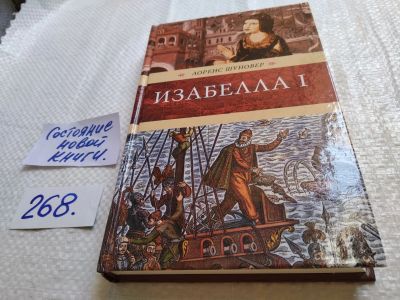 ЛОРЕНС ШУНОВЕР
ИЗАБЕЛЛА I
Состояние
новой
книги.
268.